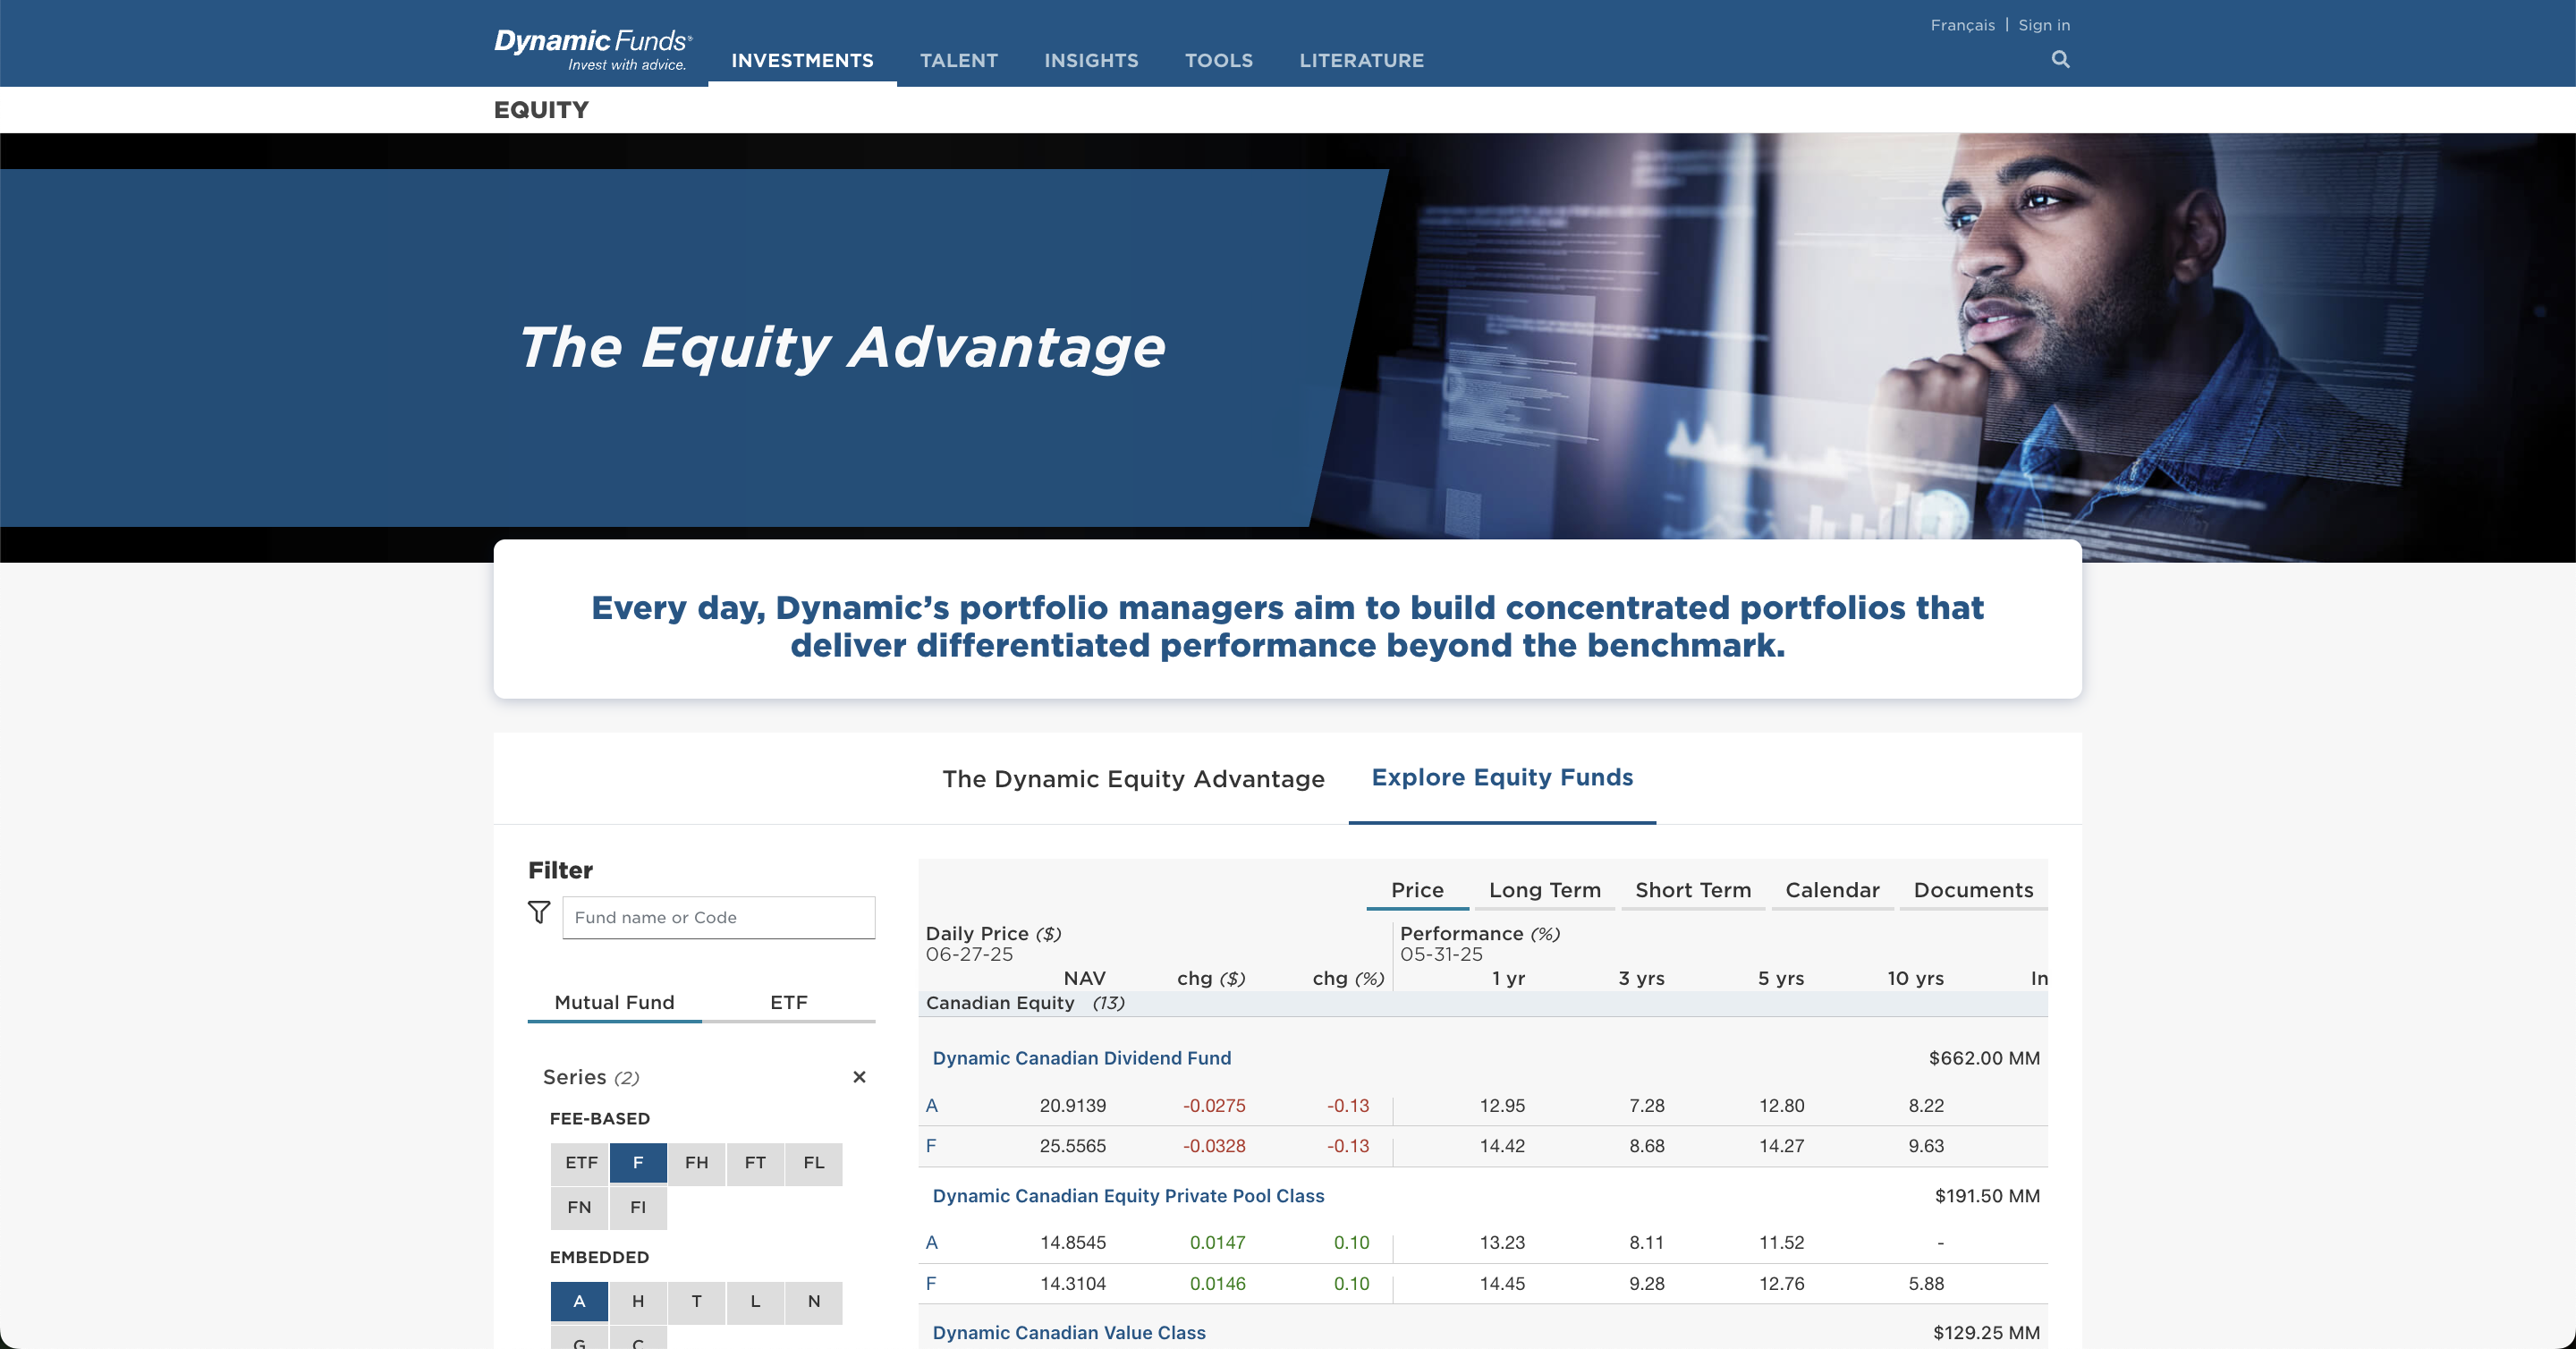 Français | Sign in
Dynamic Funds®
Invest with advice.
INVESTMENTS TALENT INSIGHTS TOOLS LITERATURE
EQUITY
The Equity Advantage
Every day, Dynamic’s portfolio managers aim to build concentrated portfolios that
deliver differentiated performance beyond the benchmark.
The Dynamic Equity Advantage Explore Equity Funds
Filter
Fund name or Code
Mutual Fund ETF
Series (2) ×
FEE-BASED
ETF F FH FT FL
FN FI
EMBEDDED
A H T L N
G C
Price Long Term Short Term Calendar Documents
Daily Price ($) Performance (%)
06-27-25 05-31-25
NAV chg ($) chg (%) 1 yr 3 yrs 5 yrs 10 yrs In
Canadian Equity (13)
Dynamic Canadian Dividend Fund $662.00 MM
A 20.9139 -0.0275 -0.13 12.95 7.28 12.80 8.22
F 25.5565 -0.0328 -0.13 14.42 8.68 14.27 9.63
Dynamic Canadian Equity Private Pool Class $191.50 MM
A 14.8545 0.0147 0.10 13.23 8.11 11.52 -
F 14.3104 0.0146 0.10 14.45 9.28 12.76 5.88
Dynamic Canadian Value Class $129.25 MM